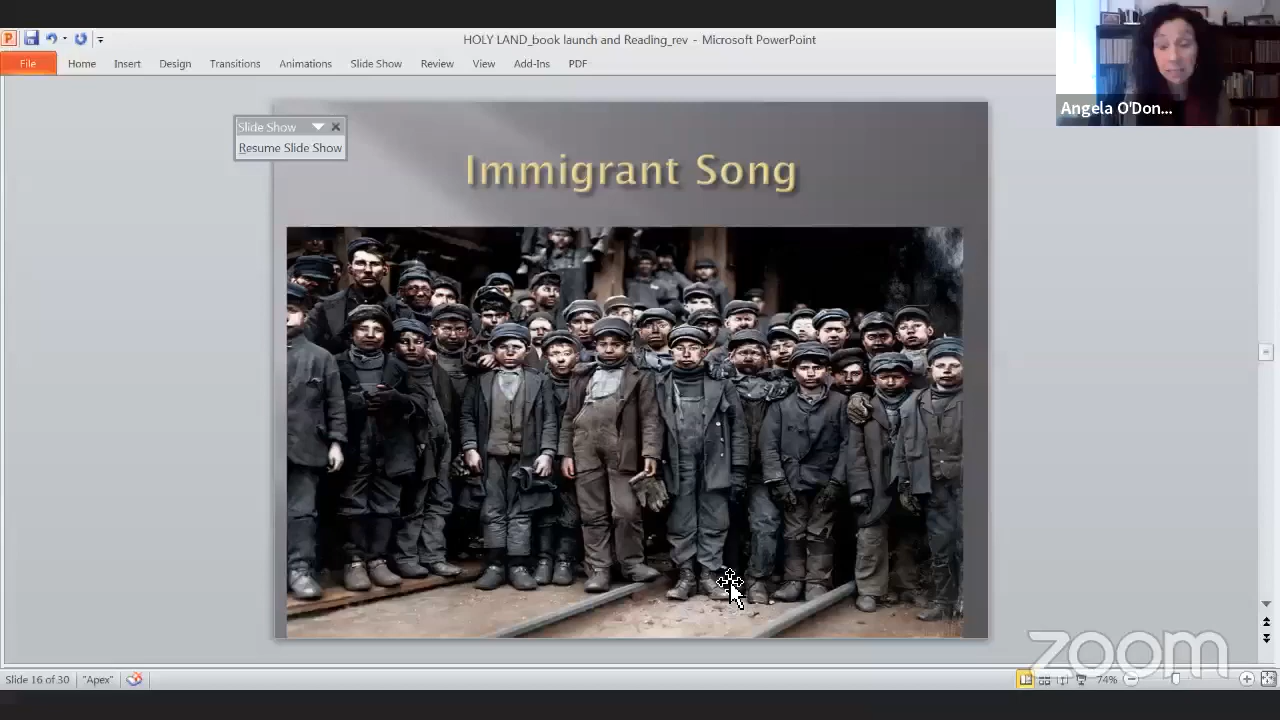 HOLY LAND_book launch and Reading_rev - Microsoft PowerPoint
File Home Insert Design Transitions Animations Slide Show Review View Add-Ins PDF
Angela O'Don...
Slide Show
Resume Slide Show
Immigrant Song
zoom
Slide 16 of 30 "Apex" 74%